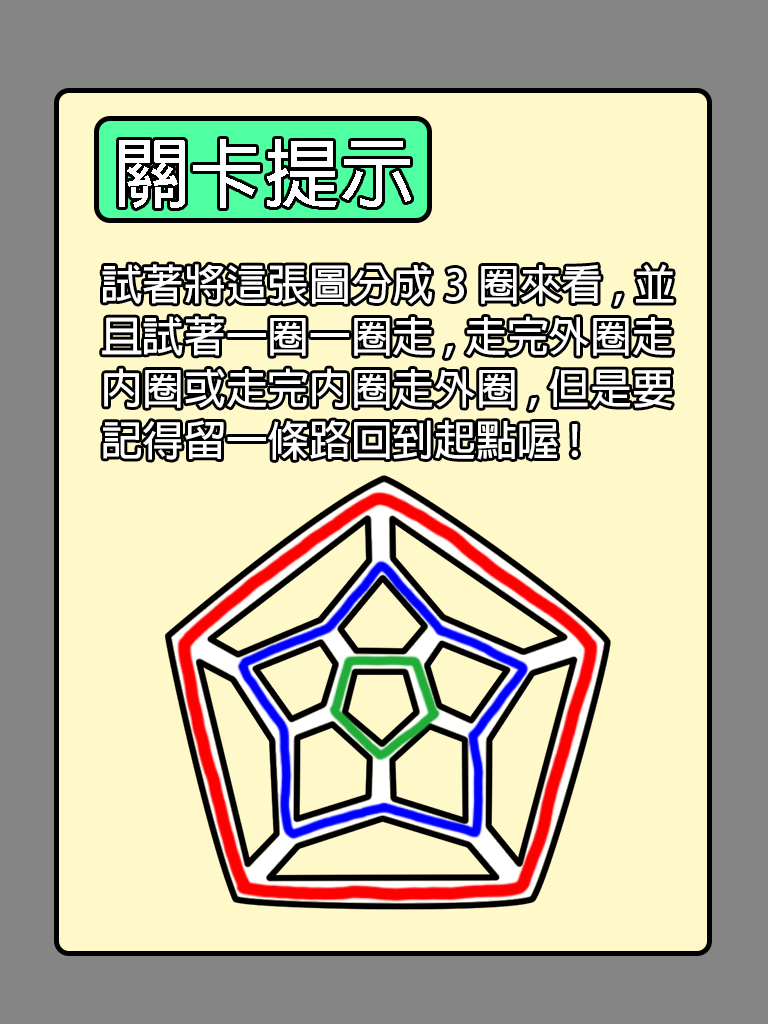 關卡提示
試著將這張圖分成 3 圈來看 , 並
且試著一圈一圈走 , 走完外圈走
内圈或走完内圈走外圈 , 但是要
記得留一條路回到起點喔 !